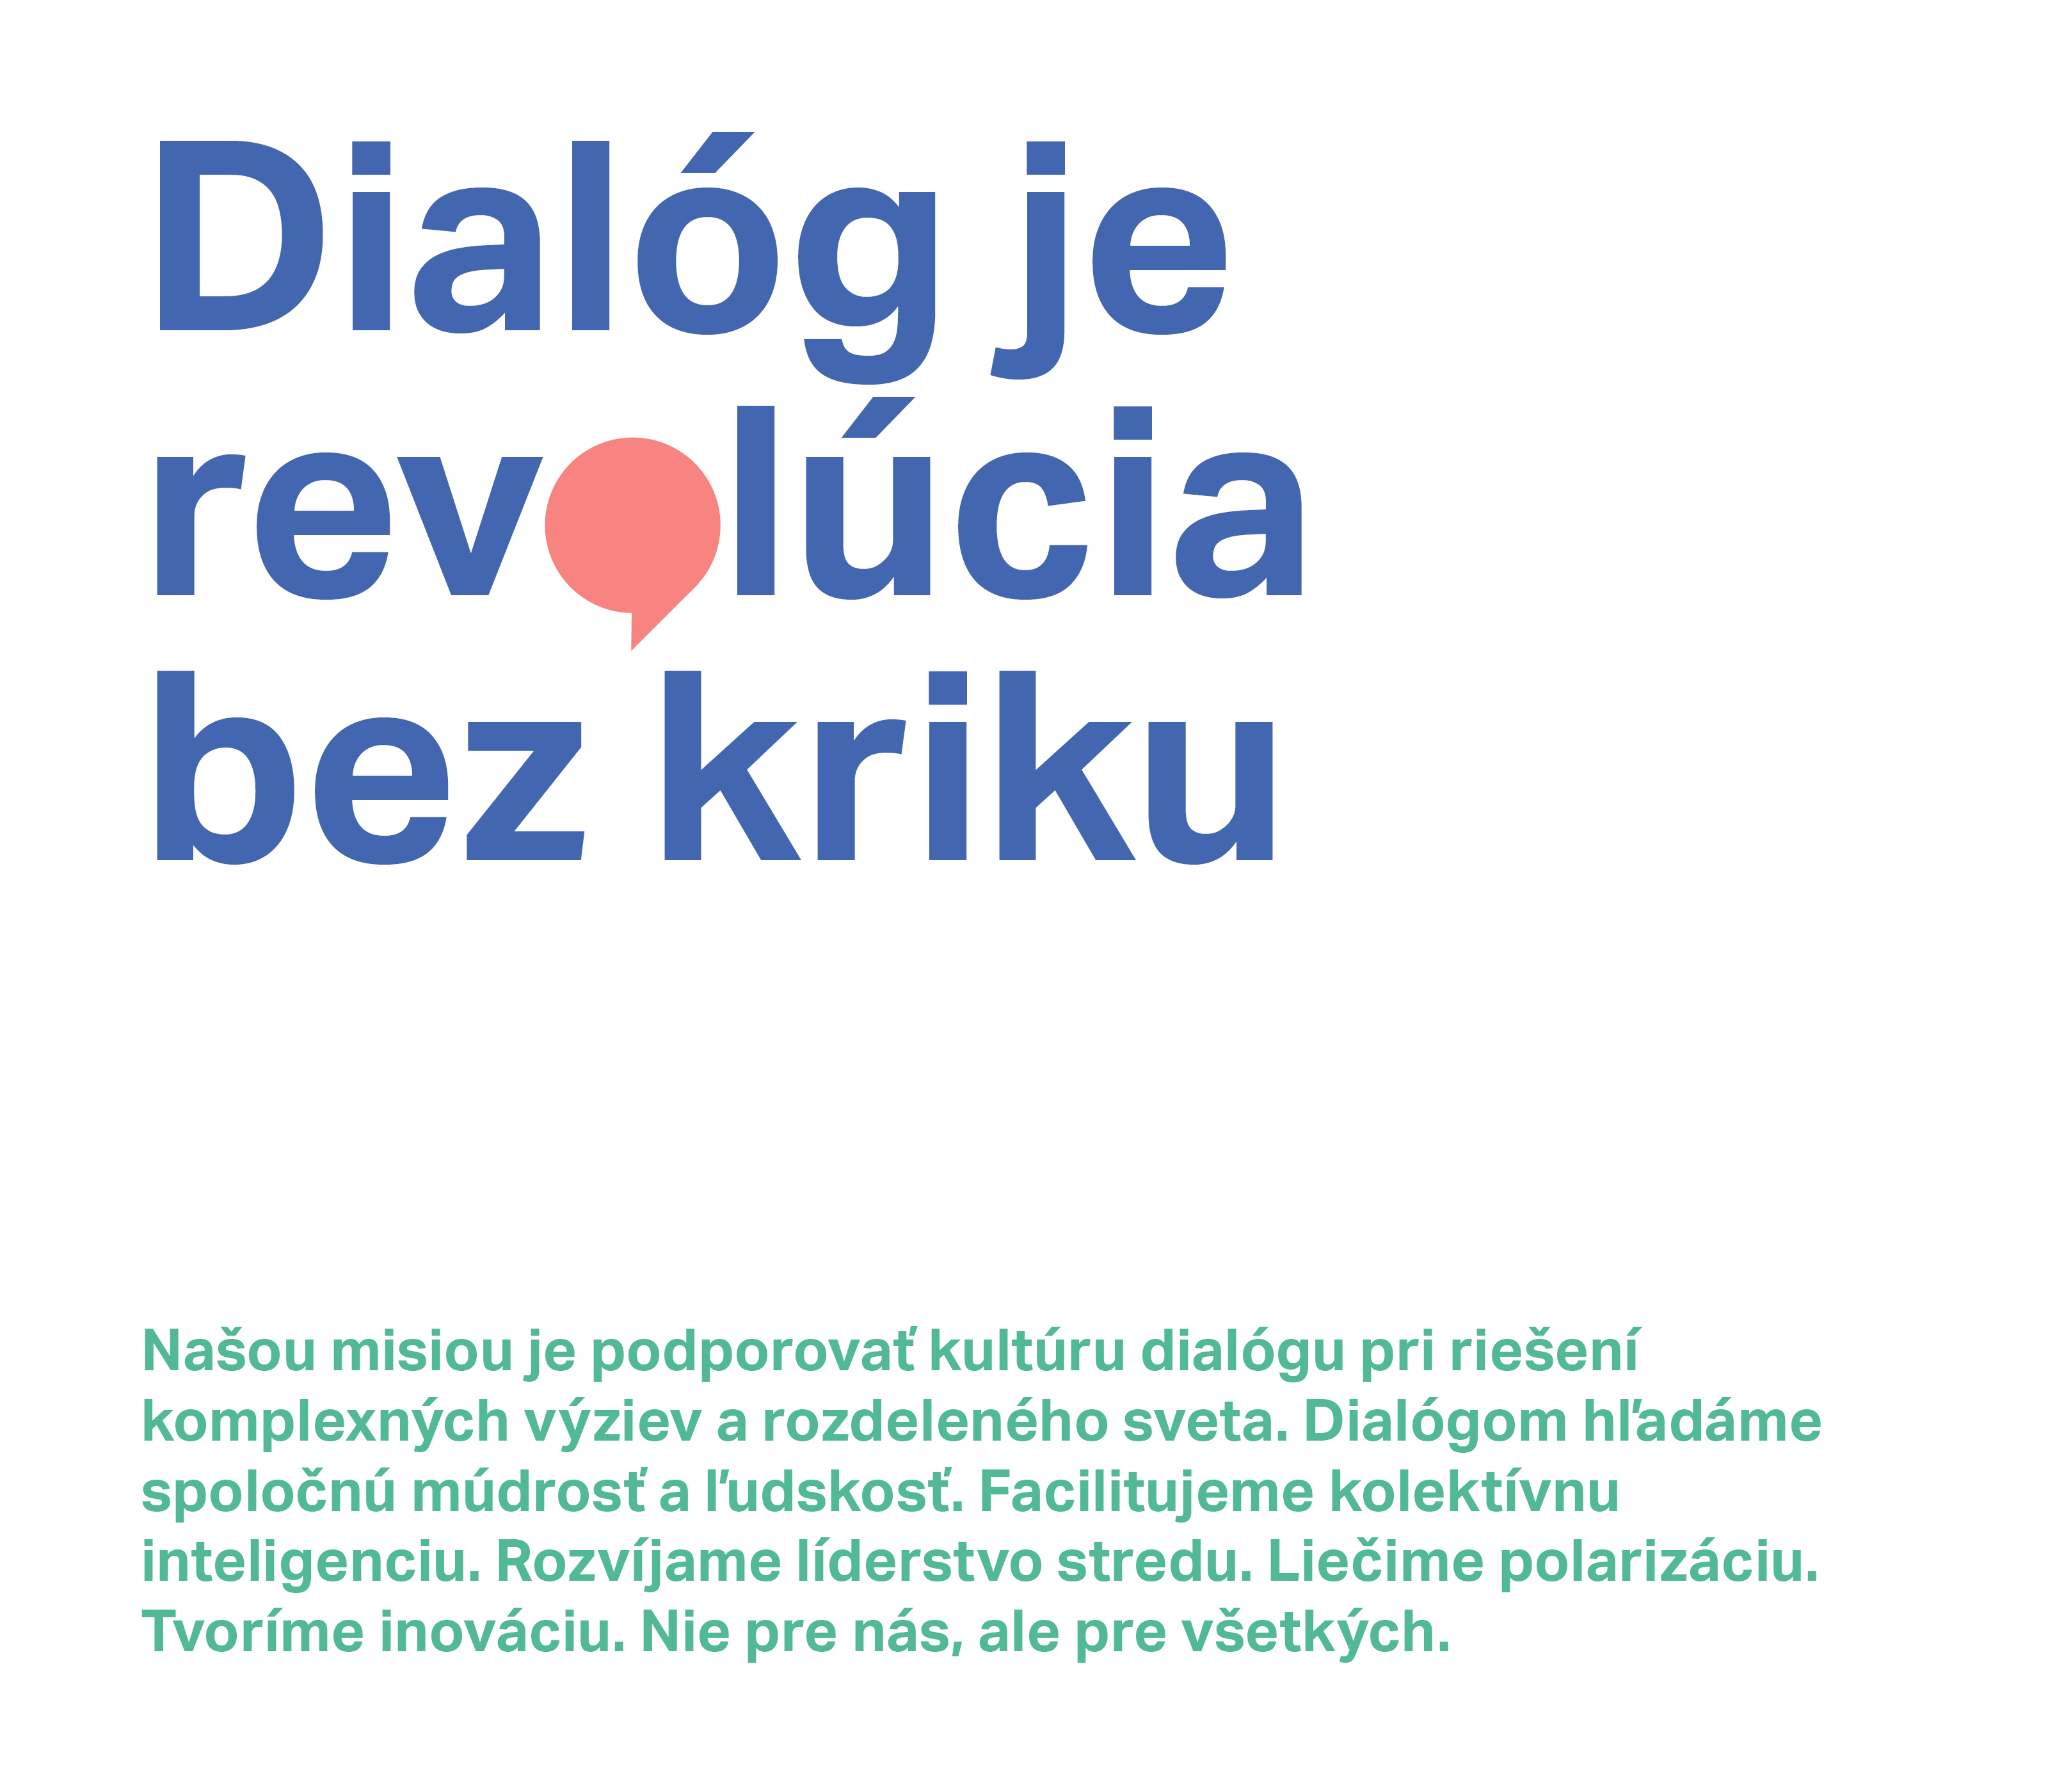 Dialóg je
revolúcia
bez kriku
Našou misiou je podporovať kultúru dialógu pri riešení
komplexných výziev a rozdeleného sveta. Dialógom hľadáme
spoločnú múdrosť a ľudskosť. Facilitujeme kolektívnu
inteligenciu. Rozvíjame líderstvo stredu. Liečime polarizáciu.
Tvoríme inováciu. Nie pre nás, ale pre všetkých.